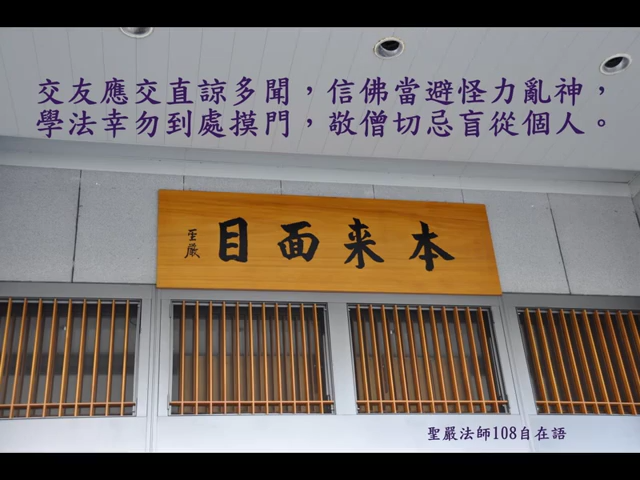 交友應交直諒多聞，信佛當避怪力亂神，
學法幸勿到處摸門，敬僧切忌盲從個人。
本来面目
聖嚴
聖嚴法師108自在語